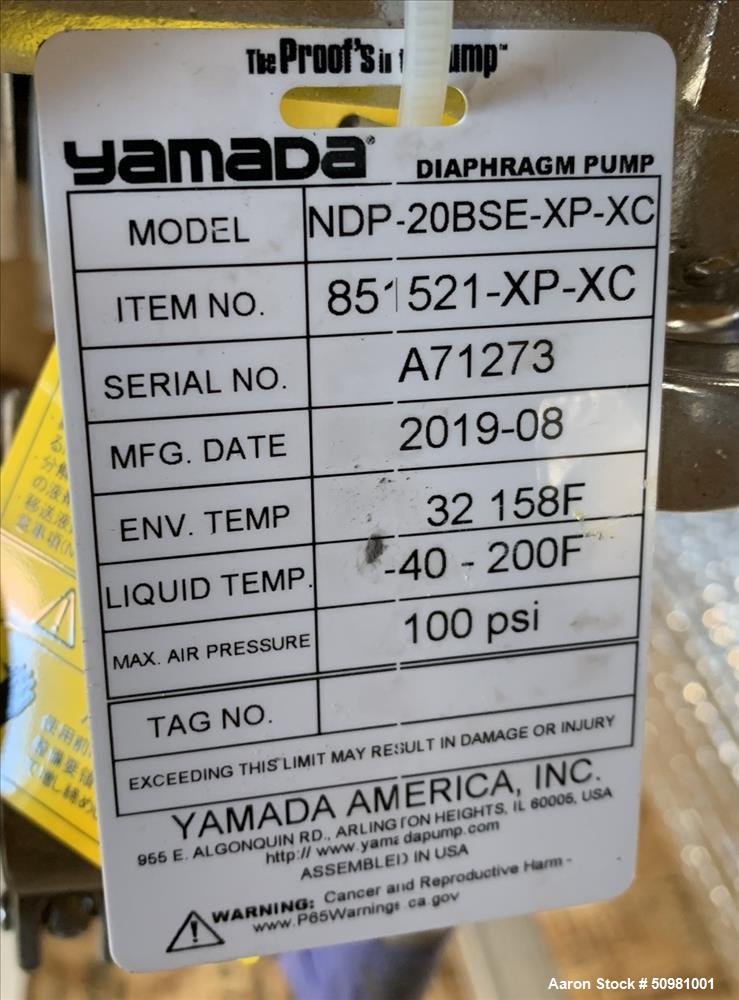 The Proof's in t Pump™
YAMADA® DIAPHRAGM PUMP
MODEL NDP-20BSE-XP-XC
ITEM NO. 851521-XP-XC
SERIAL NO. A71273
MFG. DATE 2019-08
ENV. TEMP 32 158F
LIQUID TEMP. -40 - 200F
MAX. AIR PRESSURE 100 psi
TAG NO.
EXCEEDING THIS LIMIT MAY RESULT IN DAMAGE OR INJURY
YAMADA AMERICA, INC.
955 E. ALGONQUIN RD., ARLINGTON HEIGHTS, IL 60005, USA
http:// www.yamadapump.com
ASSEMBLED IN USA
WARNING: Cancer and Reproductive Harm -
www.P65Warnings.ca.gov
Aaron Stock # 50981001